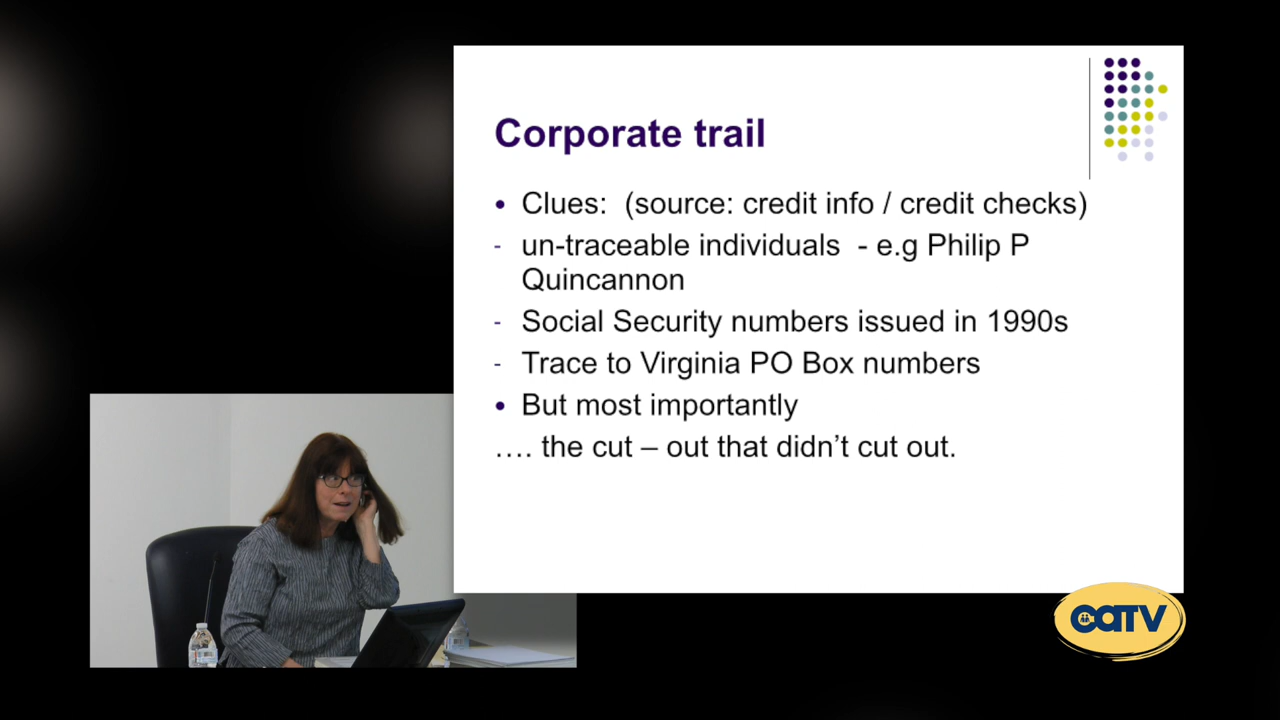 Corporate trail
• Clues:  (source: credit info / credit checks)
- un-traceable individuals  - e.g Philip P
Quincannon
- Social Security numbers issued in 1990s
- Trace to Virginia PO Box numbers
• But most importantly
…. the cut – out that didn’t cut out.
CATV